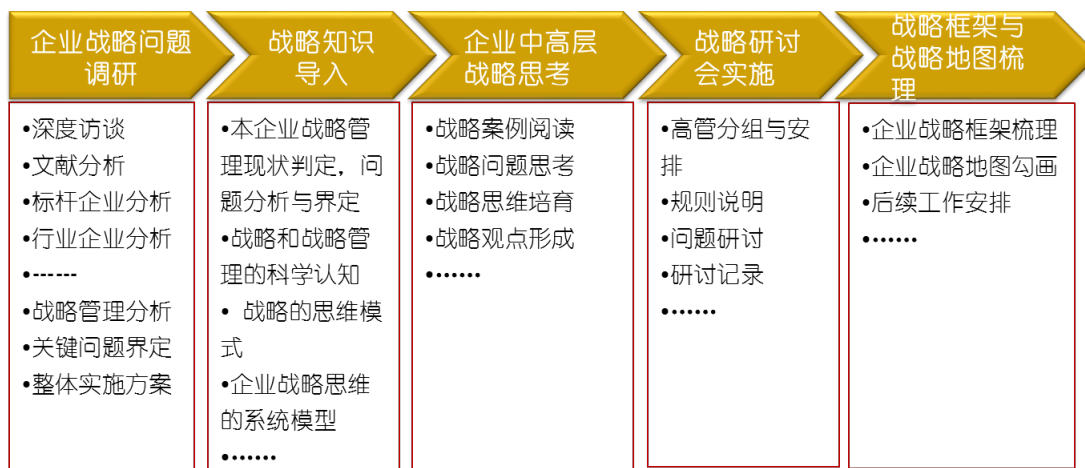 企业战略问题
调研
战略知识
导入
企业中高层
战略思考
战略研讨
会实施
战略框架与
战略地图梳
理
•深度访谈
•文献分析
•标杆企业分析
•行业企业分析
•------
•战略管理分析
•关键问题界定
•整体实施方案
•本企业战略管
理现状判定，问
题分析与界定
•战略和战略管
理的科学认知
• 战略的思维模
式
•企业战略思维
的系统模型
••••••••
•战略案例阅读
•战略问题思考
•战略思维培育
•战略观点形成
•••••••
•高管分组与安
排
•规则说明
•问题研讨
•研讨记录
•••••••
•企业战略框架梳理
•企业战略地图勾画
•后续工作安排
•••••••